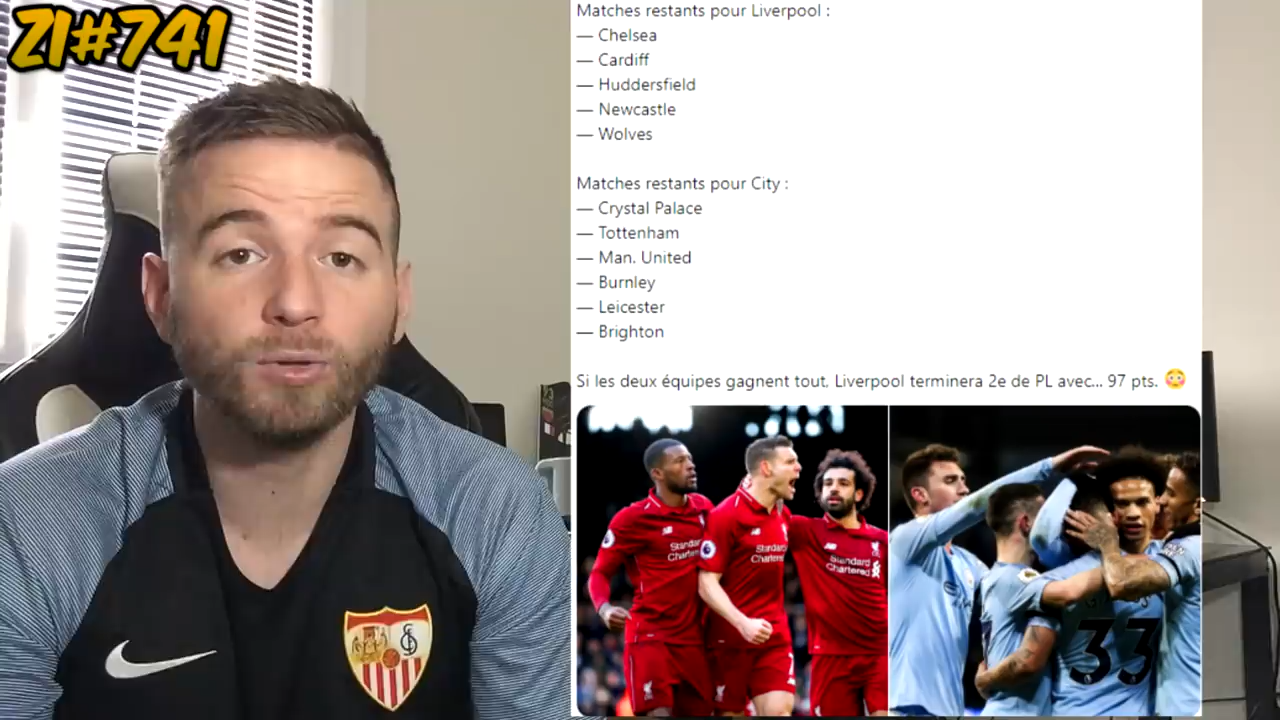 ZI#741
Matches restants pour Liverpool :
— Chelsea
— Cardiff
— Huddersfield
— Newcastle
— Wolves
Matches restants pour City :
— Crystal Palace
— Tottenham
— Man. United
— Burnley
— Leicester
— Brighton
Si les deux équipes gagnent tout, Liverpool terminera 2e de PL avec... 97 pts. 😳
Standard
Chartered
Standard
Chartered
Standard
Chartered
33